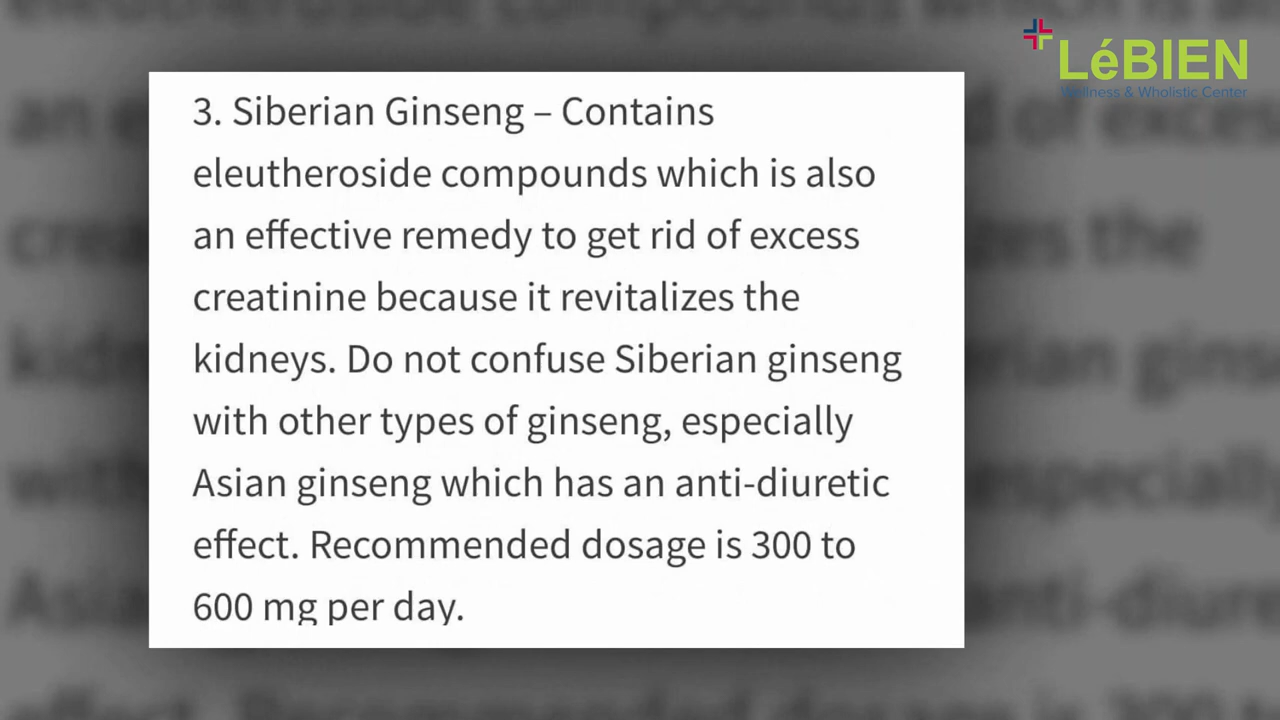 LéBIEN
Wellness & Wholistic Center
3. Siberian Ginseng – Contains
eleutheroside compounds which is also
an effective remedy to get rid of excess
creatinine because it revitalizes the
kidneys. Do not confuse Siberian ginseng
with other types of ginseng, especially
Asian ginseng which has an anti-diuretic
effect. Recommended dosage is 300 to
600 mg per day.